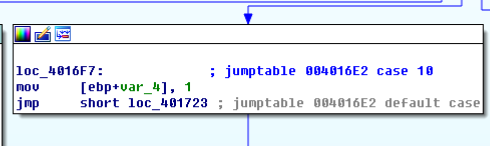 loc_4016F7: ; jumptable 004016E2 case 10
mov [ebp+var_4], 1
jmp short loc_401723 ; jumptable 004016E2 default case